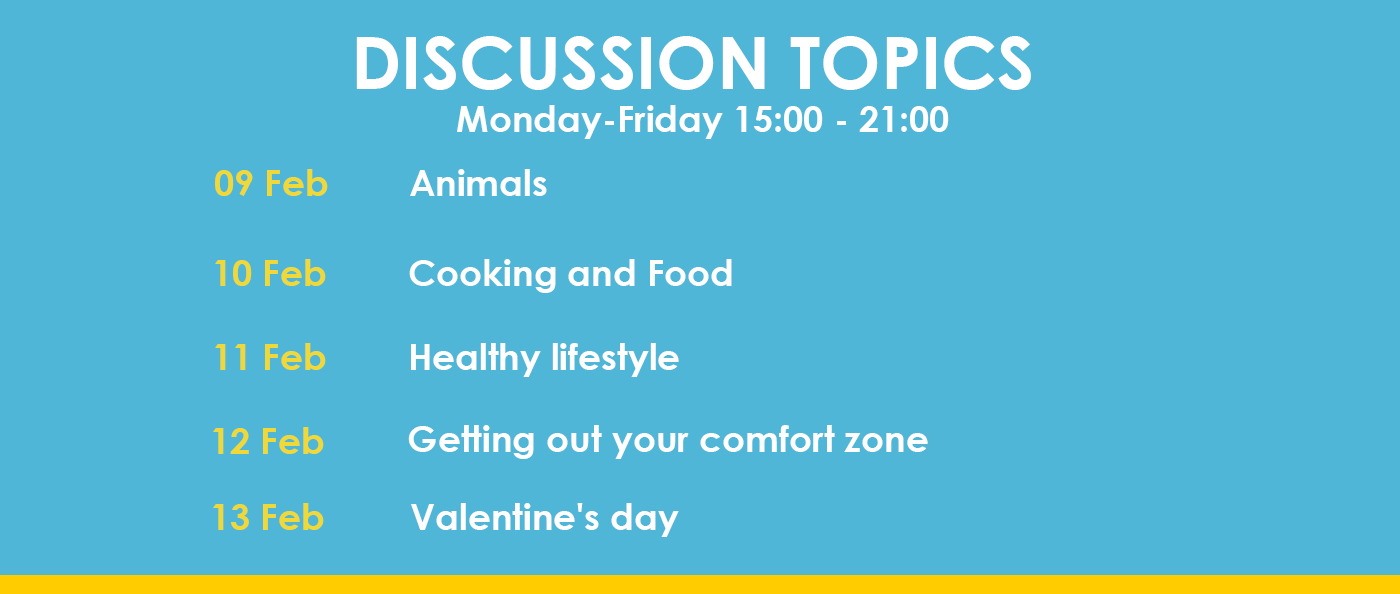 DISCUSSION TOPICS
Monday-Friday 15:00 - 21:00
09 Feb Animals
10 Feb Cooking and Food
11 Feb Healthy lifestyle
12 Feb Getting out your comfort zone
13 Feb Valentine's day